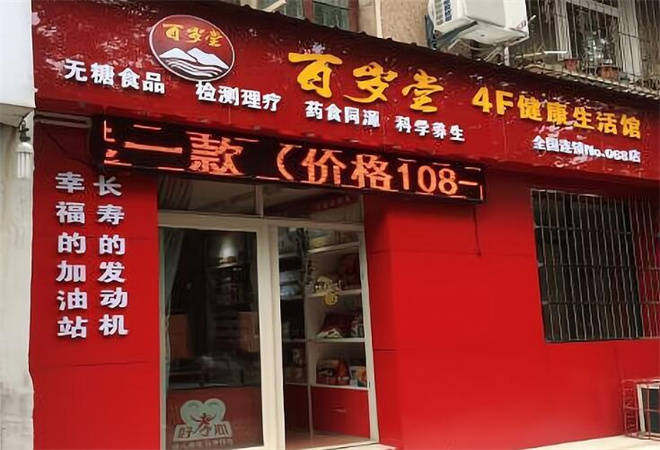 百岁堂
无糖食品
检测理疗
百岁堂
4F健康生活馆
药食同源 科学养生
全国连锁No.068店
二款（价格108一
长寿的发动机
幸福的加油站
好孝心